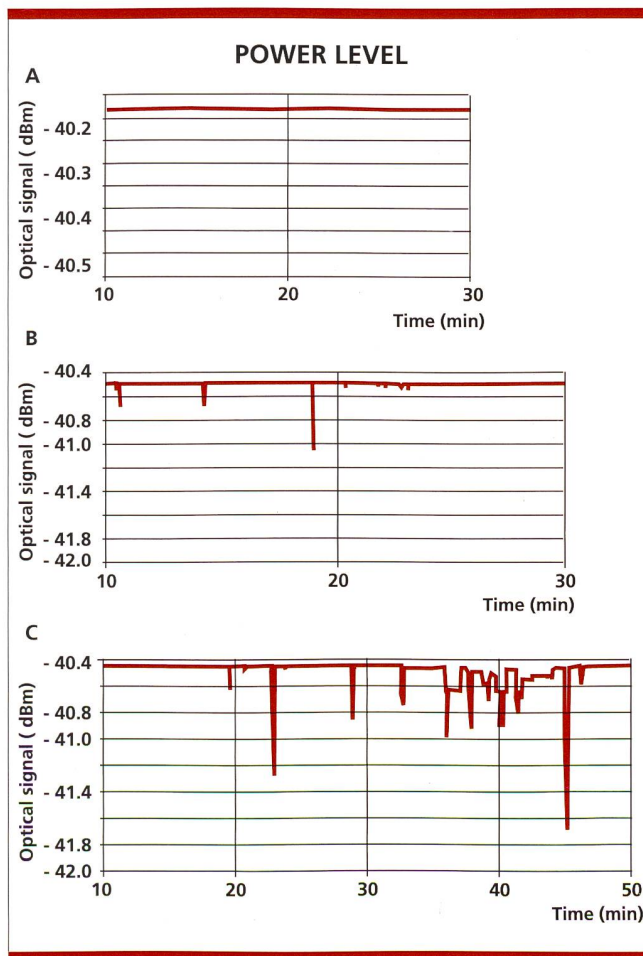 POWER LEVEL
A
Optical signal ( dBm)
- 40.2
- 40.3
- 40.4
- 40.5
10 20 30
Time (min)
B
Optical signal ( dBm)
- 40.4
- 40.8
- 41.0
- 41.4
- 41.8
- 42.0
10 20 30
Time (min)
C
Optical signal ( dBm)
- 40.4
- 40.8
- 41.0
- 41.4
- 41.8
- 42.0
10 20 30 40 50
Time (min)